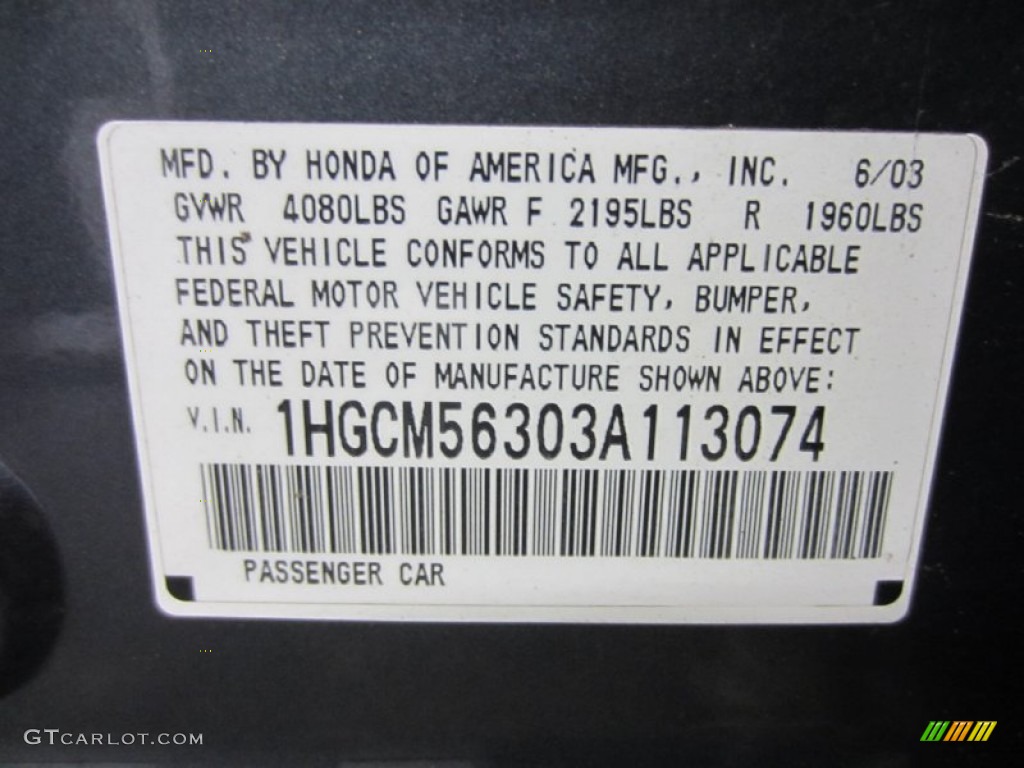 MFD. BY HONDA OF AMERICA MFG., INC. 6/03
GVWR 4080LBS GAWR F 2195LBS R 1960LBS
THIS VEHICLE CONFORMS TO ALL APPLICABLE
FEDERAL MOTOR VEHICLE SAFETY, BUMPER,
AND THEFT PREVENTION STANDARDS IN EFFECT
ON THE DATE OF MANUFACTURE SHOWN ABOVE:
V.I.N. 1HGCM56303A113074
PASSENGER CAR
GTCARLOT.COM